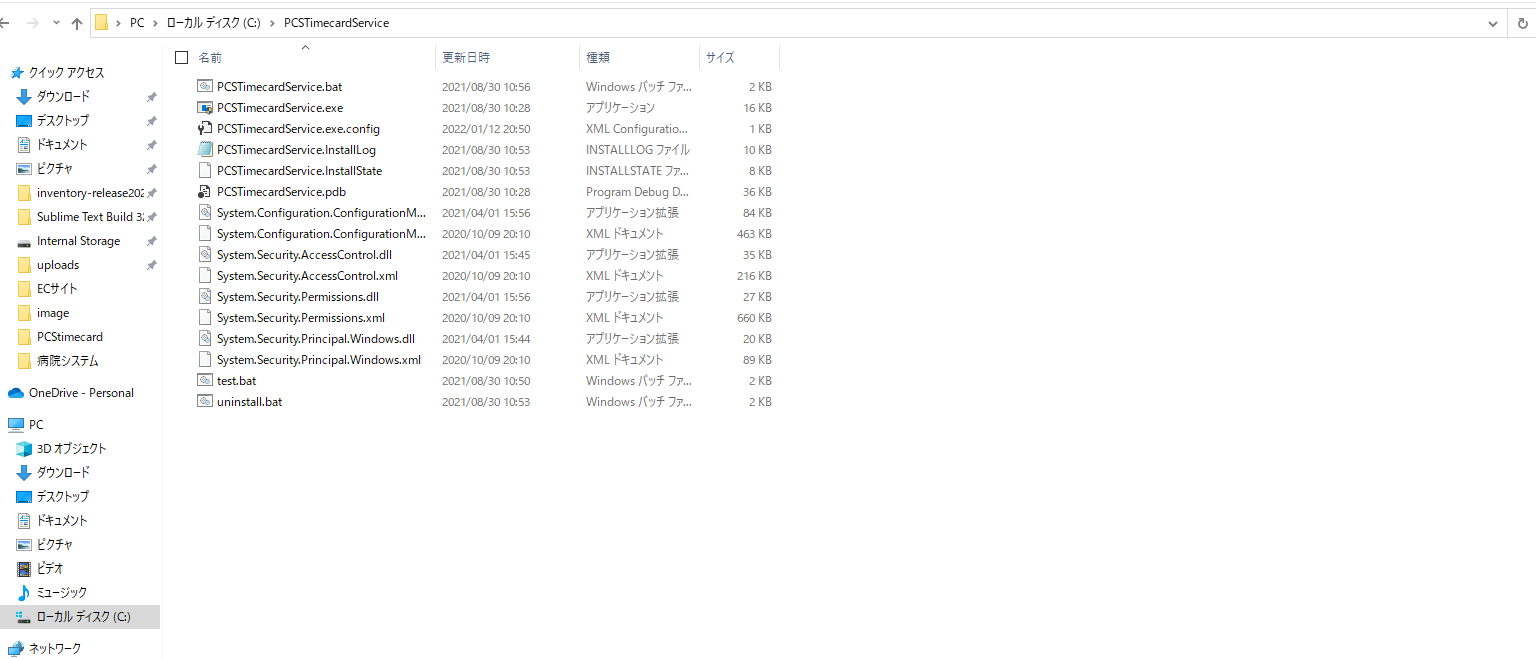 PC › ローカル ディスク (C:) › PCSTimecardService
名前 更新日時 種類 サイズ
PCSTimecardService.bat 2021/08/30 10:56 Windows バッチ ファ... 2 KB
PCSTimecardService.exe 2021/08/30 10:28 アプリケーション 16 KB
PCSTimecardService.exe.config 2022/01/12 20:50 XML Configuratio... 1 KB
PCSTimecardService.InstallLog 2021/08/30 10:53 INSTALLLOG ファイル 10 KB
PCSTimecardService.InstallState 2021/08/30 10:53 INSTALLSTATE ファ... 8 KB
PCSTimecardService.pdb 2021/08/30 10:28 Program Debug D... 36 KB
System.Configuration.ConfigurationM... 2021/04/01 15:56 アプリケーション拡張 84 KB
System.Configuration.ConfigurationM... 2020/10/09 20:10 XML ドキュメント 463 KB
System.Security.AccessControl.dll 2021/04/01 15:45 アプリケーション拡張 35 KB
System.Security.AccessControl.xml 2020/10/09 20:10 XML ドキュメント 216 KB
System.Security.Permissions.dll 2021/04/01 15:56 アプリケーション拡張 27 KB
System.Security.Permissions.xml 2020/10/09 20:10 XML ドキュメント 660 KB
System.Security.Principal.Windows.dll 2021/04/01 15:44 アプリケーション拡張 20 KB
System.Security.Principal.Windows.xml 2020/10/09 20:10 XML ドキュメント 89 KB
test.bat 2021/08/30 10:50 Windows バッチ ファ... 2 KB
uninstall.bat 2021/08/30 10:53 Windows バッチ ファ... 2 KB
クイック アクセス
ダウンロード
デスクトップ
ドキュメント
ピクチャ
inventory-release202
Sublime Text Build 32
Internal Storage
uploads
ECサイト
image
PCStimecard
病院システム
OneDrive - Personal
PC
3D オブジェクト
ダウンロード
デスクトップ
ドキュメント
ピクチャ
ビデオ
ミュージック
ローカル ディスク (C:)
ネットワーク